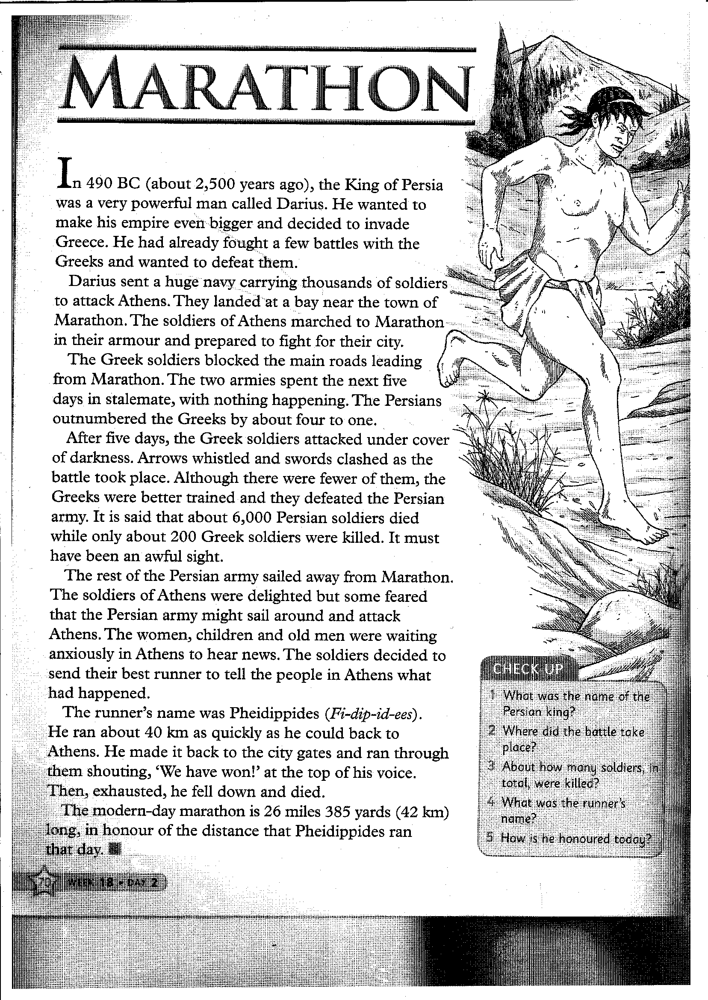 MARATHON
In 490 BC (about 2,500 years ago), the King of Persia
was a very powerful man called Darius. He wanted to
make his empire even bigger and decided to invade
Greece. He had already fought a few battles with the
Greeks and wanted to defeat them.
Darius sent a huge navy carrying thousands of soldiers
to attack Athens. They landed at a bay near the town of
Marathon. The soldiers of Athens marched to Marathon
in their armour and prepared to fight for their city.
The Greek soldiers blocked the main roads leading
from Marathon. The two armies spent the next five
days in stalemate, with nothing happening. The Persians
outnumbered the Greeks by about four to one.
After five days, the Greek soldiers attacked under cover
of darkness. Arrows whistled and swords clashed as the
battle took place. Although there were fewer of them, the
Greeks were better trained and they defeated the Persian
army. It is said that about 6,000 Persian soldiers died
while only about 200 Greek soldiers were killed. It must
have been an awful sight.
The rest of the Persian army sailed away from Marathon.
The soldiers of Athens were delighted but some feared
that the Persian army might sail around and attack
Athens. The women, children and old men were waiting
anxiously in Athens to hear news. The soldiers decided to
send their best runner to tell the people in Athens what
had happened.
The runner's name was Pheidippides (Fi-dip-id-ees).
He ran about 40 km as quickly as he could back to
Athens. He made it back to the city gates and ran through
them shouting, ‘We have won!’ at the top of his voice.
Then, exhausted, he fell down and died.
The modern-day marathon is 26 miles 385 yards (42 km)
long, in honour of the distance that Pheidippides ran
that day.
CHECK-UP
1 What was the name of the
Persian king?
2 Where did the battle take
place?
3 About how many soldiers, in
total, were killed?
4 What was the runner's
name?
5 How is he honoured today?
70 WEEK 18 • DAY 2